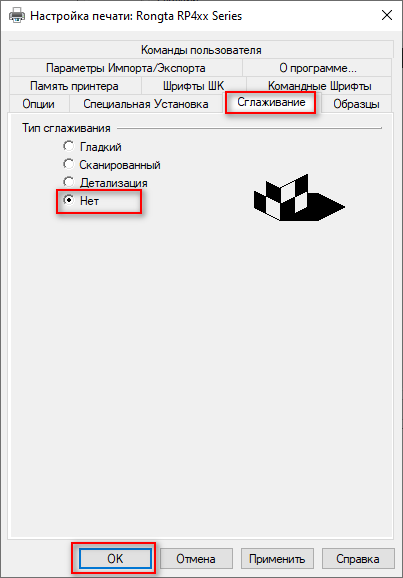 Настройка печати: Rongta RP4xx Series
Команды пользователя
Параметры Импорта/Экспорта О программе...
Память принтера Шрифты ШК Командные Шрифты
Опции Специальная Установка Сглаживание Образцы
Тип сглаживания
Гладкий
Сканированный
Детализация
Нет
OK Отмена Применить Справка